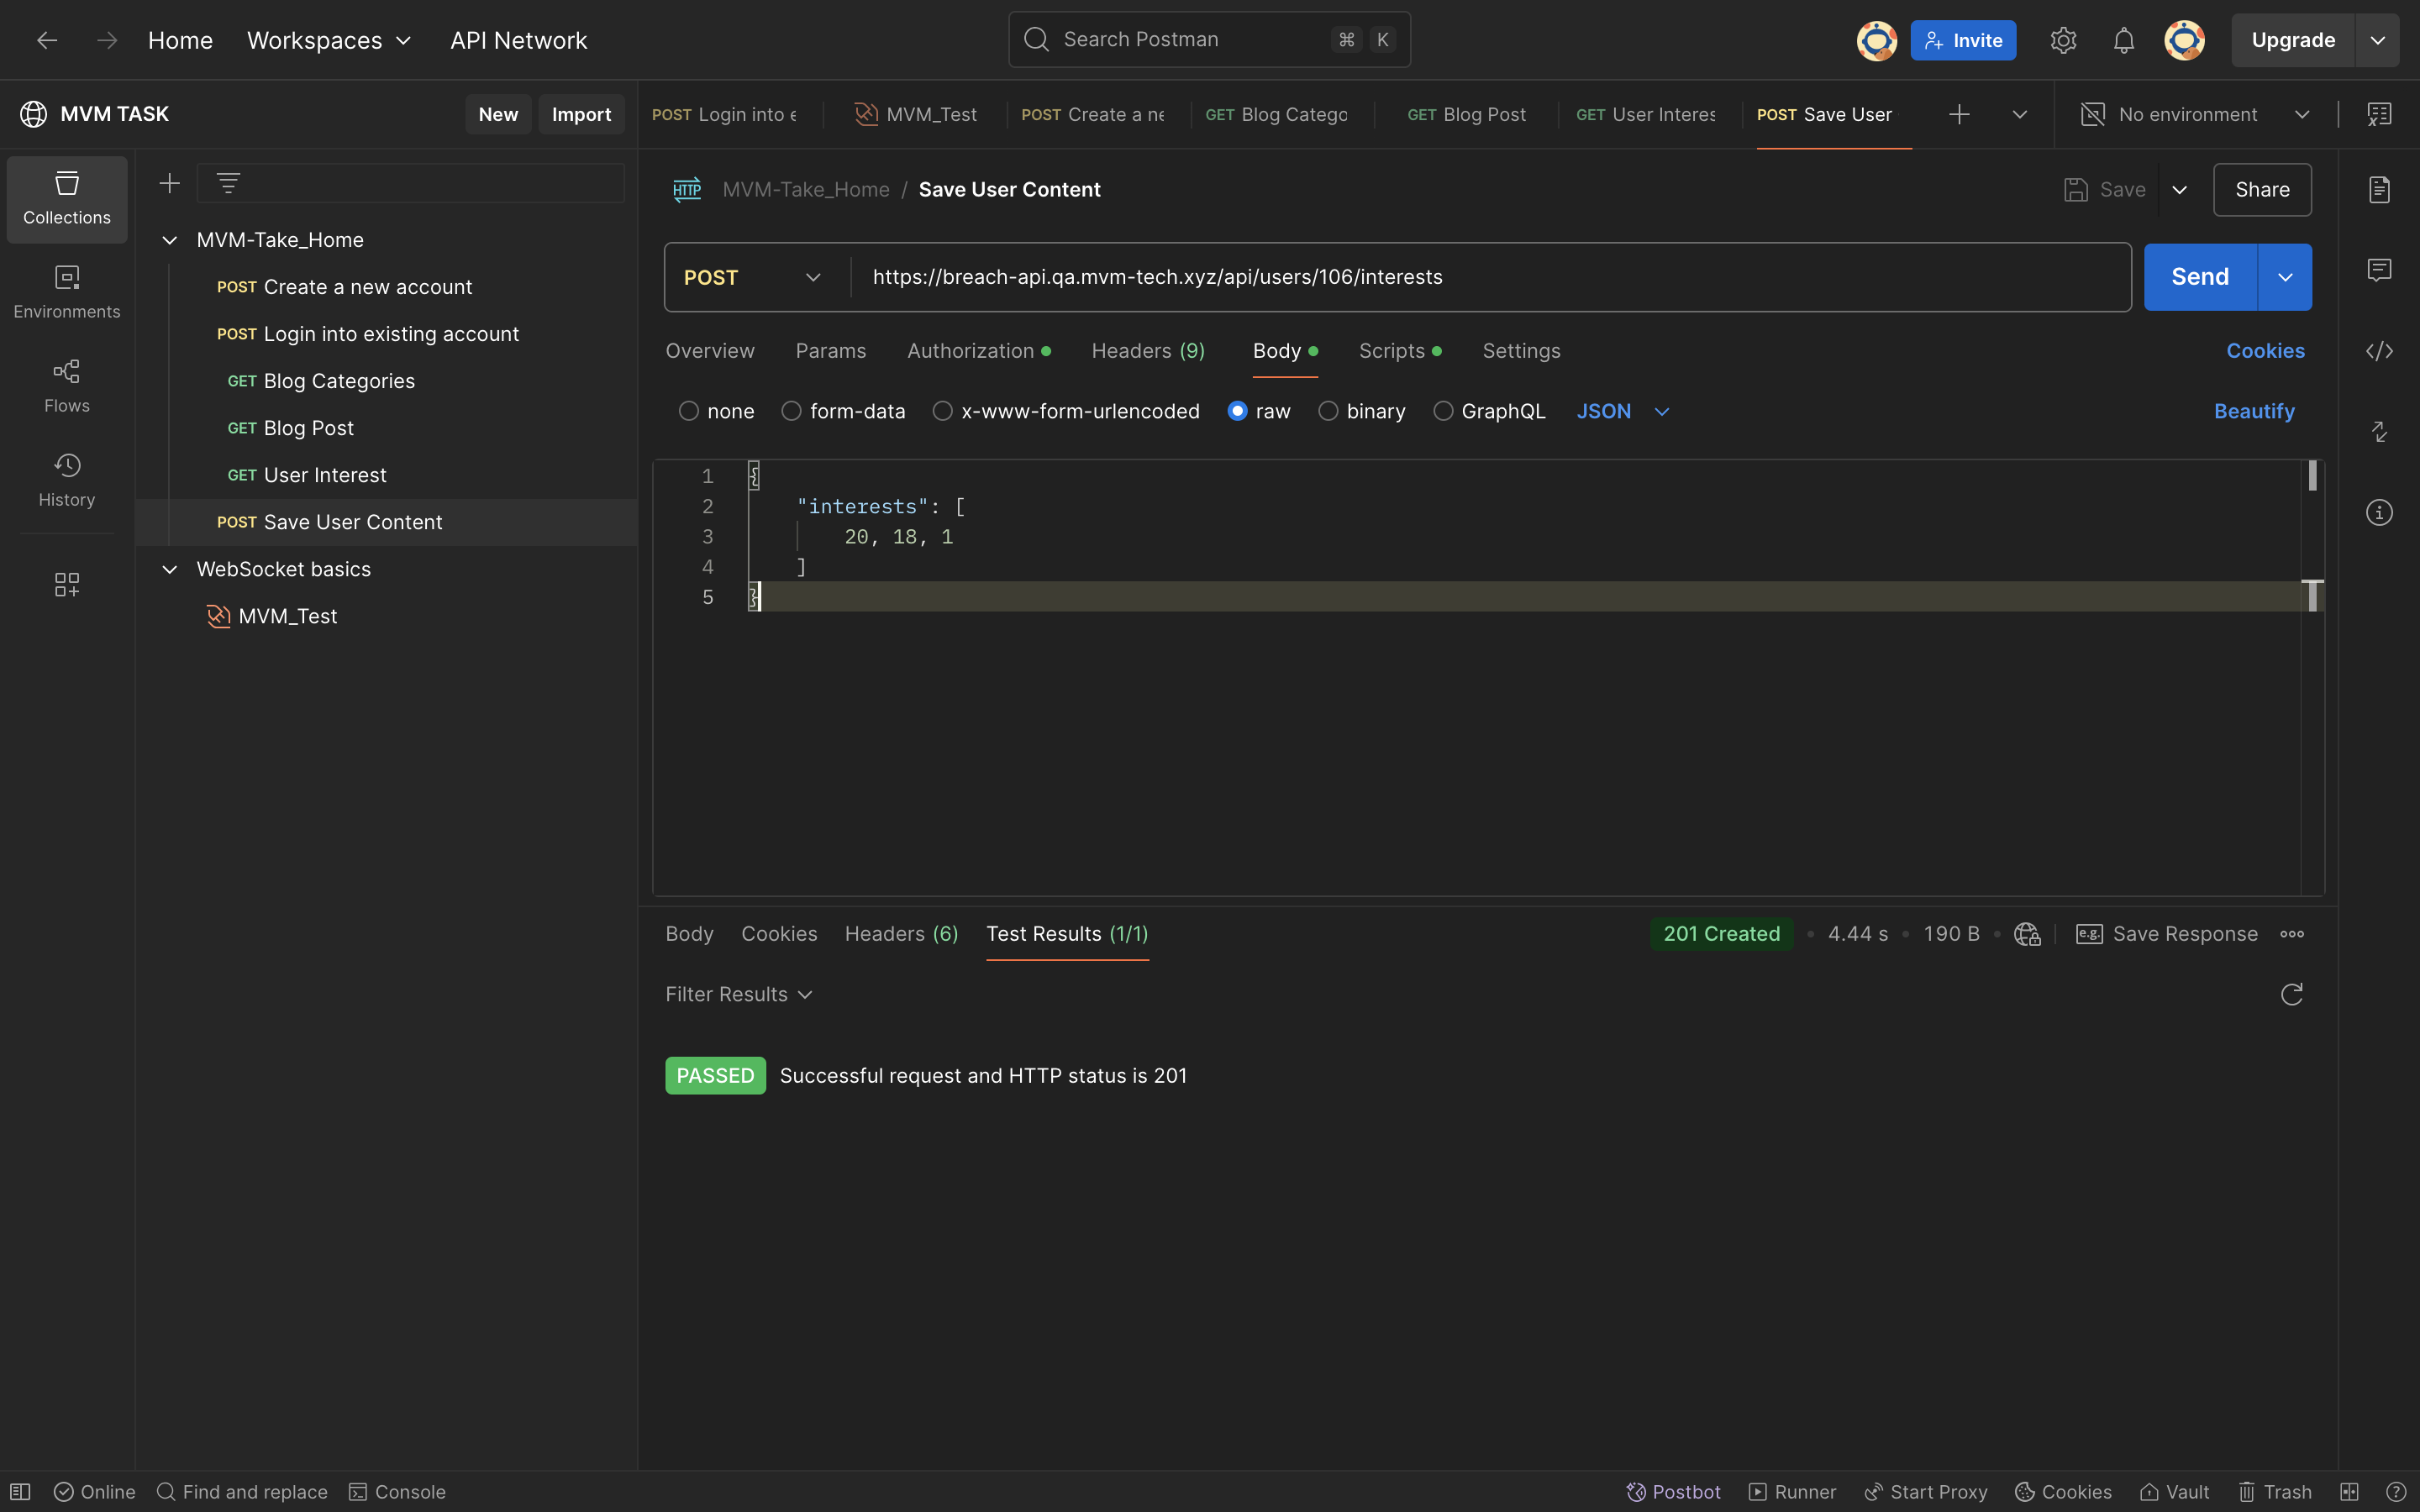 Home Workspaces API Network Search Postman ⌘ K Invite Upgrade
MVM TASK New Import
POST Login into e MVM_Test POST Create a ne GET Blog Catego GET Blog Post GET User Interes POST Save User No environment
Collections
Environments
Flows
History
MVM-Take_Home
POST Create a new account
POST Login into existing account
GET Blog Categories
GET Blog Post
GET User Interest
POST Save User Content
WebSocket basics
MVM_Test
HTTP MVM-Take_Home / Save User Content Save Share
POST https://breach-api.qa.mvm-tech.xyz/api/users/106/interests Send
Overview Params Authorization Headers (9) Body Scripts Settings Cookies
none form-data x-www-form-urlencoded raw binary GraphQL JSON Beautify
1 {
2 "interests": [
3 20, 18, 1
4 ]
5 }
Body Cookies Headers (6) Test Results (1/1) 201 Created 4.44 s 190 B e.g. Save Response
Filter Results
PASSED Successful request and HTTP status is 201
Online Find and replace Console Postbot Runner Start Proxy Cookies Vault Trash